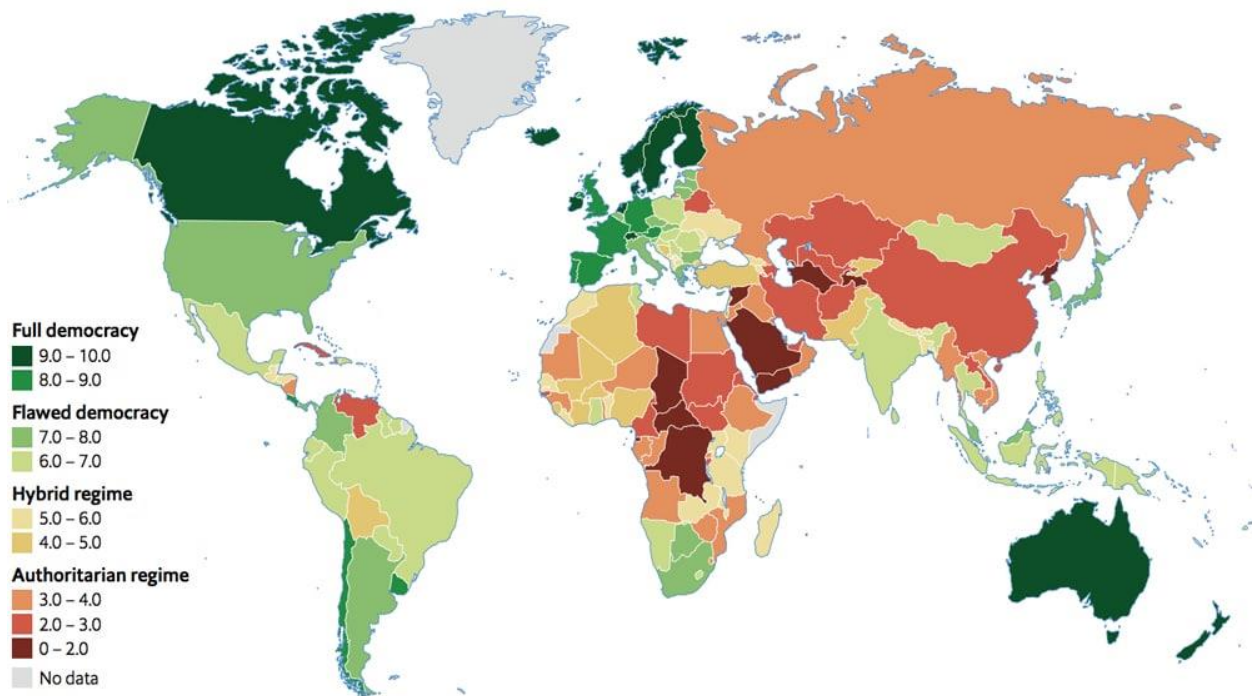 Full democracy
9.0 – 10.0
8.0 – 9.0
Flawed democracy
7.0 – 8.0
6.0 – 7.0
Hybrid regime
5.0 – 6.0
4.0 – 5.0
Authoritarian regime
3.0 – 4.0
2.0 – 3.0
0 – 2.0
No data